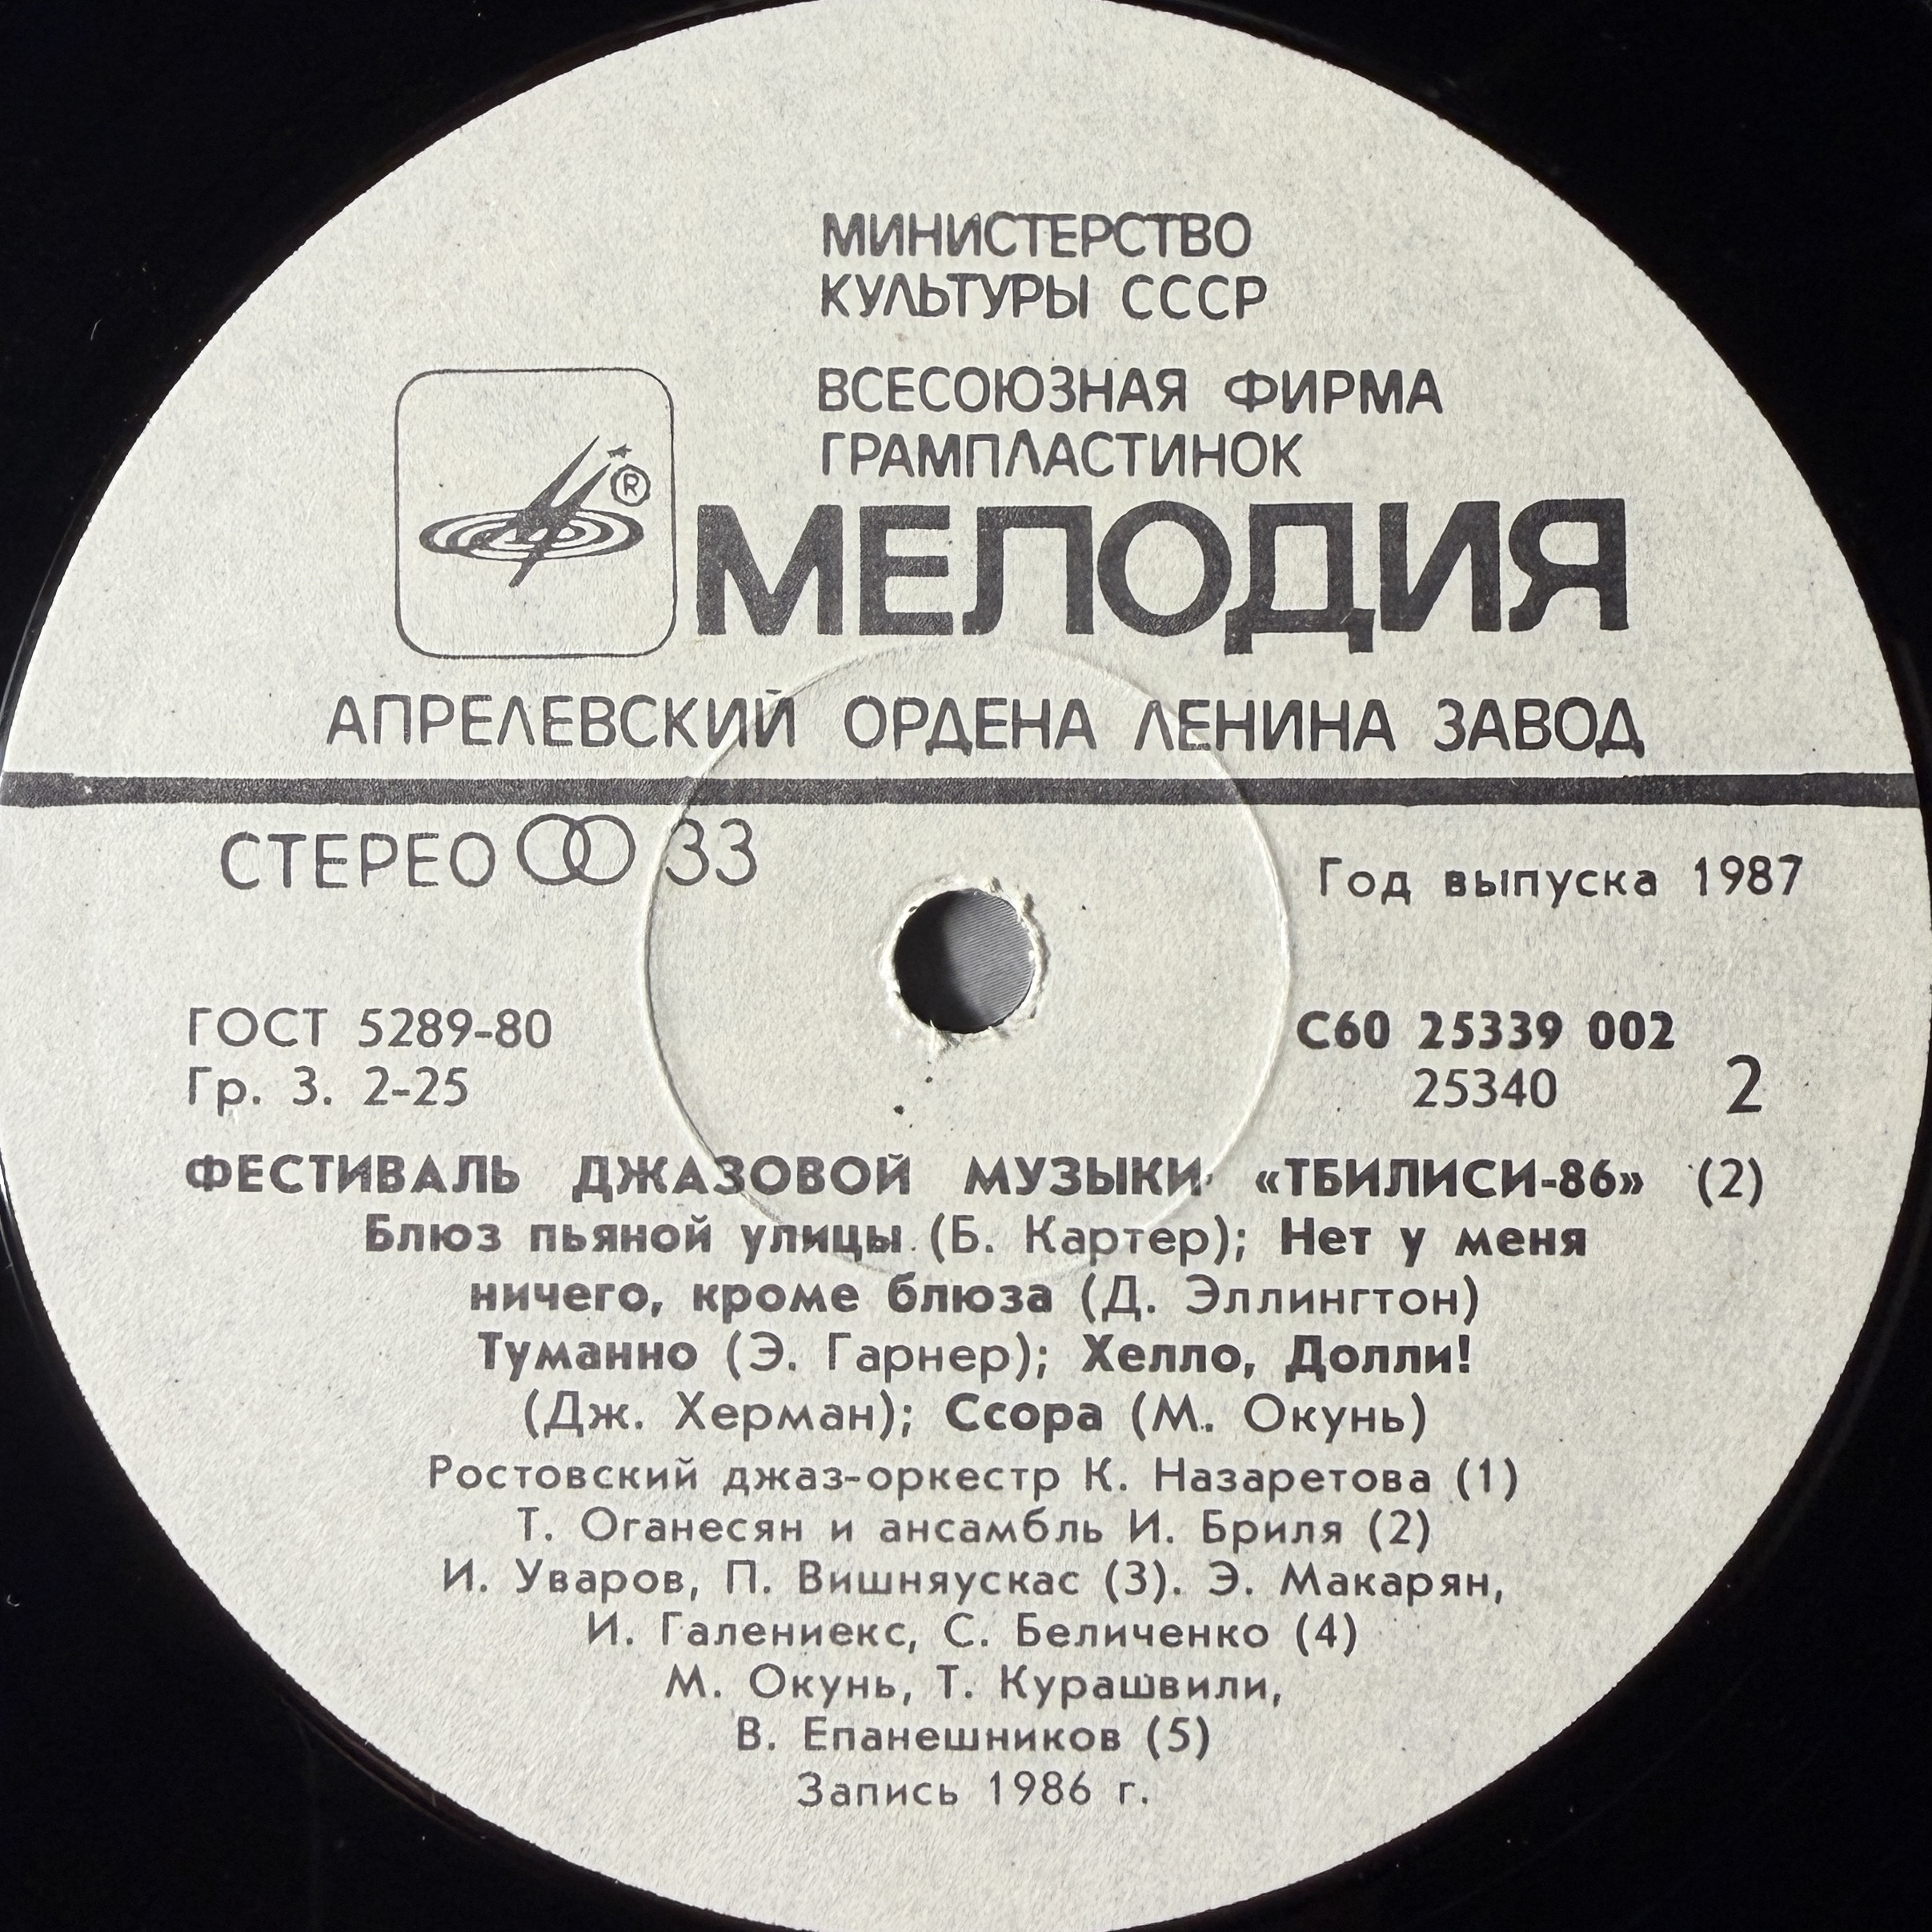 МИНИСТЕРСТВО
КУЛЬТУРЫ СССР
ВСЕСОЮЗНАЯ ФИРМА
ГРАМПЛАСТИНОК
®
МЕЛОДИЯ
АПРЕЛЕВСКИЙ ОРДЕНА ЛЕНИНА ЗАВОД
СТЕРЕО 33
Год выпуска 1987
ГОСТ 5289-80
Гр. 3. 2-25
С60 25339 002
25340
2
ФЕСТИВАЛЬ ДЖАЗОВОЙ МУЗЫКИ «ТБИЛИСИ-86» (2)
Блюз пьяной улицы (Б. Картер); Нет у меня
ничего, кроме блюза (Д. Эллингтон)
Туманно (Э. Гарнер); Хелло, Долли!
(Дж. Херман); Ссора (М. Окунь)
Ростовский джаз-оркестр К. Назаретова (1)
Т. Оганесян и ансамбль И. Бриля (2)
И. Уваров, П. Вишняускас (3). Э. Макарян,
И. Галениекс, С. Беличенко (4)
М. Окунь, Т. Курашвили,
В. Епанешников (5)
Запись 1986 г.